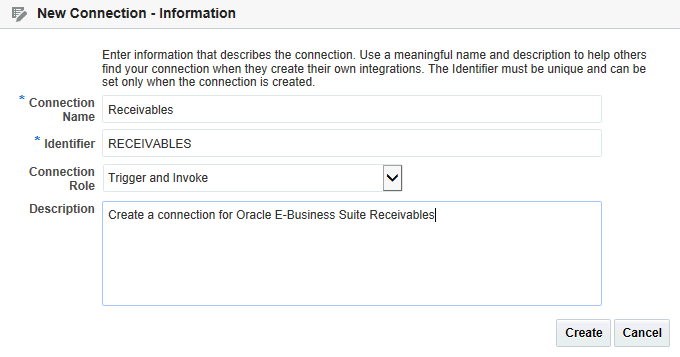 New Connection - Information
Enter information that describes the connection. Use a meaningful name and description to help others
find your connection when they create their own integrations. The Identifier must be unique and can be
set only when the connection is created.
* Connection
Name
Receivables
* Identifier
RECEIVABLES
Connection
Role
Trigger and Invoke
Description
Create a connection for Oracle E-Business Suite Receivables
Create
Cancel